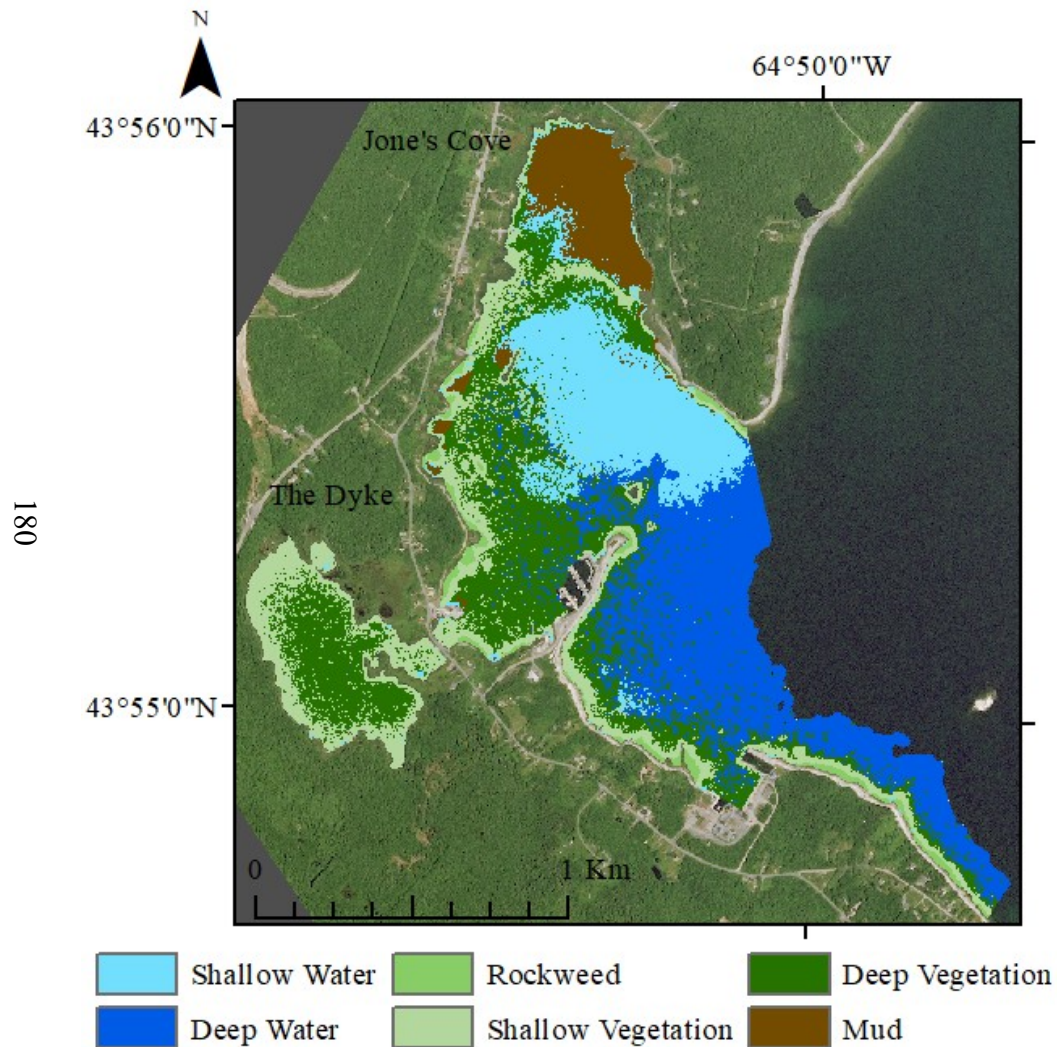 N
64°50'0"W
43°56'0"N
Jone's Cove
The Dyke
180
43°55'0"N
0 1 Km
Shallow Water Rockweed Deep Vegetation
Deep Water Shallow Vegetation Mud